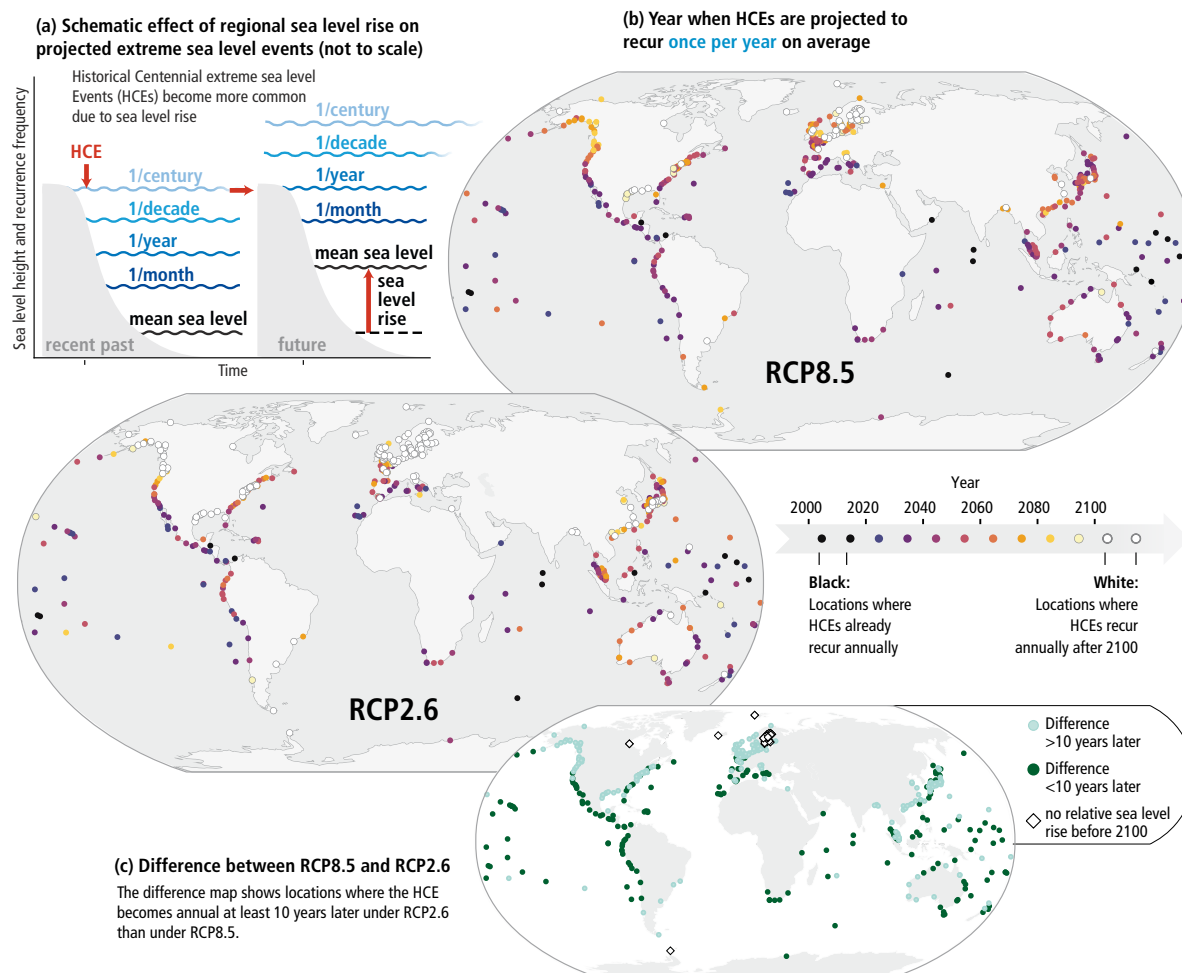 (a) Schematic effect of regional sea level rise on
projected extreme sea level events (not to scale)
Historical Centennial extreme sea level
Events (HCEs) become more common
due to sea level rise
Sea level height and recurrence frequency
HCE
1/century
1/decade
1/year
1/month
mean sea level
recent past
1/century
1/decade
1/year
1/month
mean sea level
sea
level
rise
future
Time
(b) Year when HCEs are projected to
recur once per year on average
RCP8.5
RCP2.6
Year
2000 2020 2040 2060 2080 2100
Black:
Locations where
HCEs already
recur annually
White:
Locations where
HCEs recur
annually after 2100
(c) Difference between RCP8.5 and RCP2.6
The difference map shows locations where the HCE
becomes annual at least 10 years later under RCP2.6
than under RCP8.5.
Difference
>10 years later
Difference
<10 years later
no relative sea level
rise before 2100